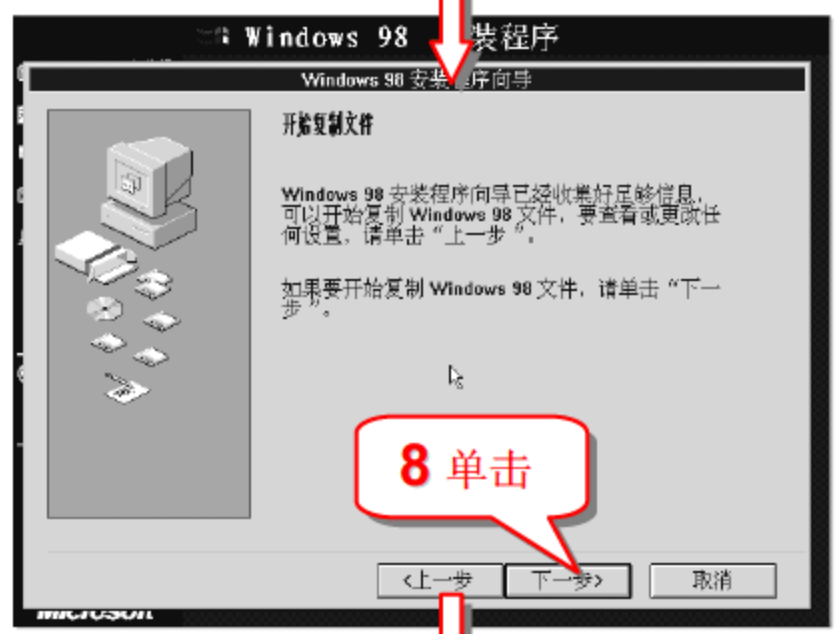 Windows 98 装程序
Windows 98 安装程序向导
开始复制文件
Windows 98 安装程序向导已经收集好足够信息，
可以开始复制 Windows 98 文件，要查看或更改任
何设置，请单击“上一步”。
如果要开始复制 Windows 98 文件，请单击“下一
步”。
8 单击
<上一步
下一步>
取消
Microsoft